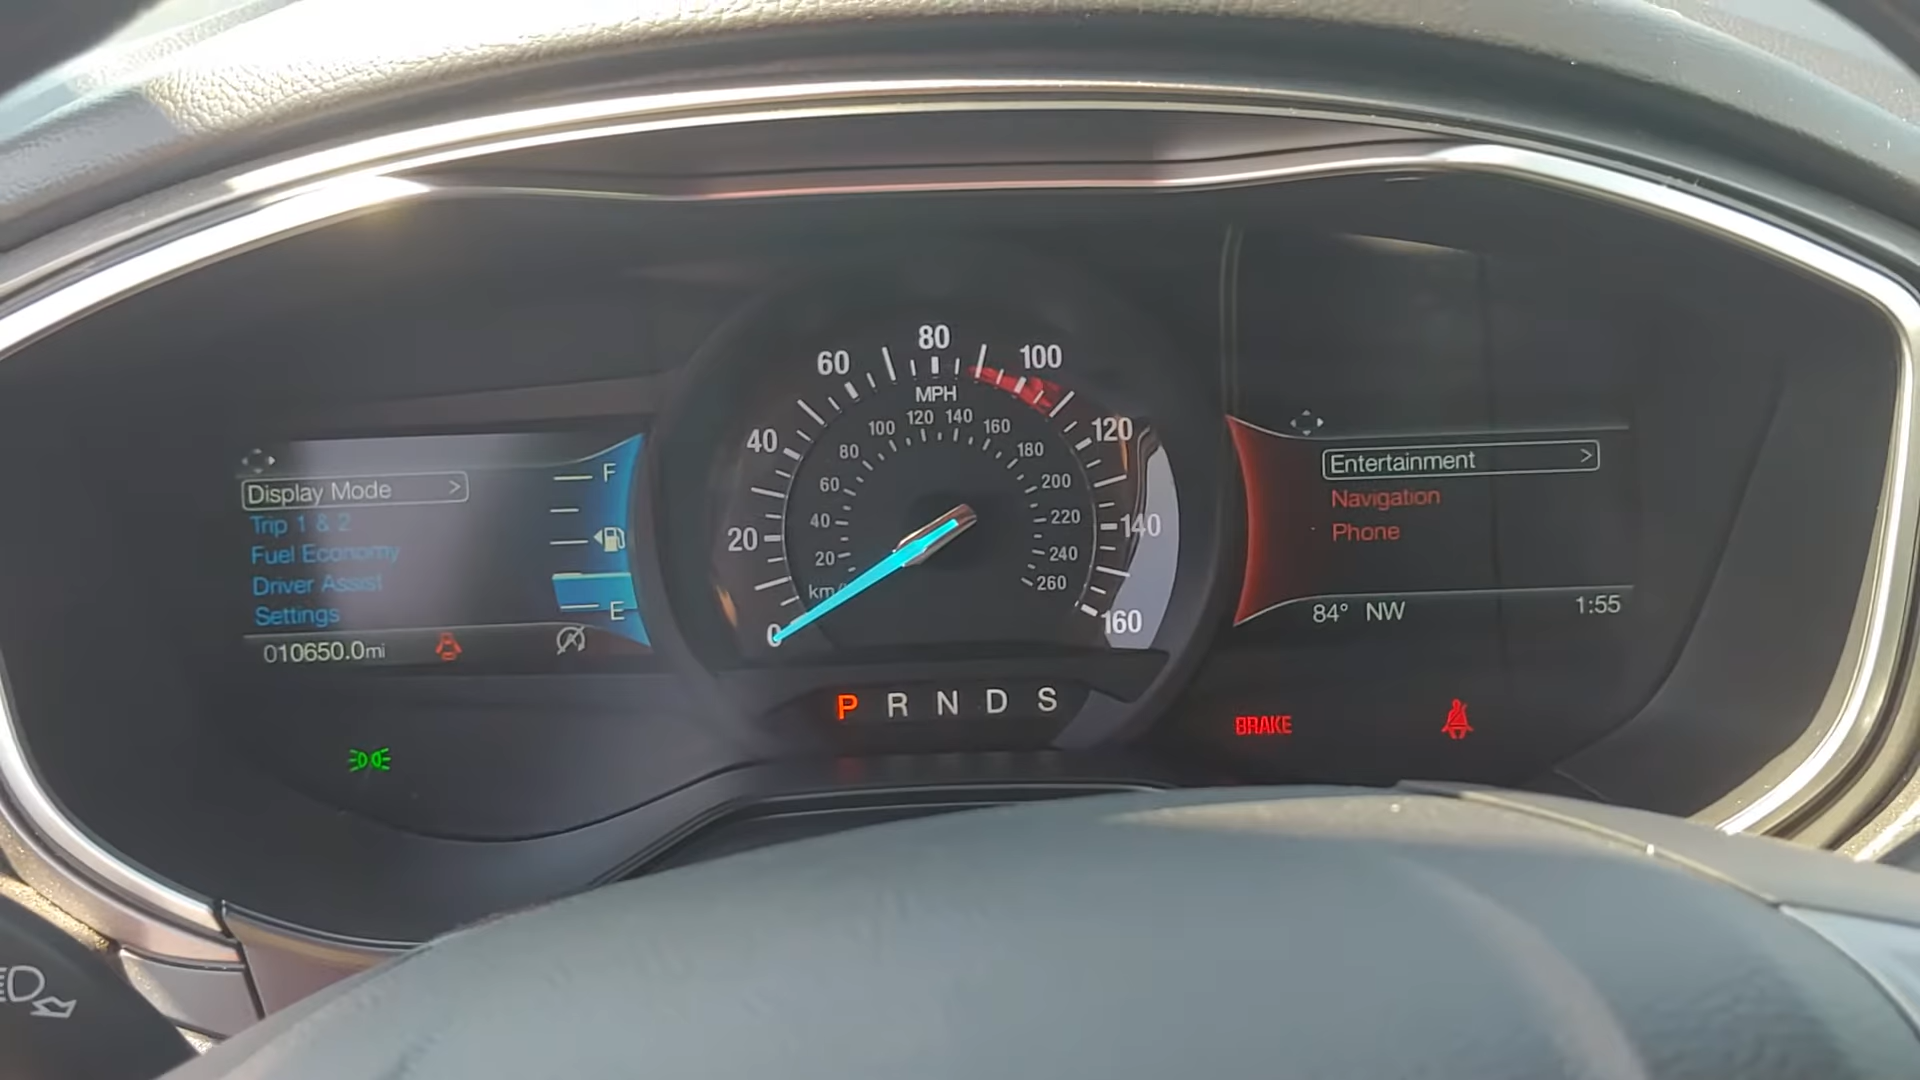 Display Mode >
Trip 1 & 2
Fuel Economy
Driver Assist
Settings
010650.0mi
F
E
0
20
40
60
80
100
120
140
160
MPH
20
40
60
80
100
120
140
160
180
200
220
240
260
P R N D S
Entertainment >
Navigation
Phone
84° NW
1:55
BRAKE